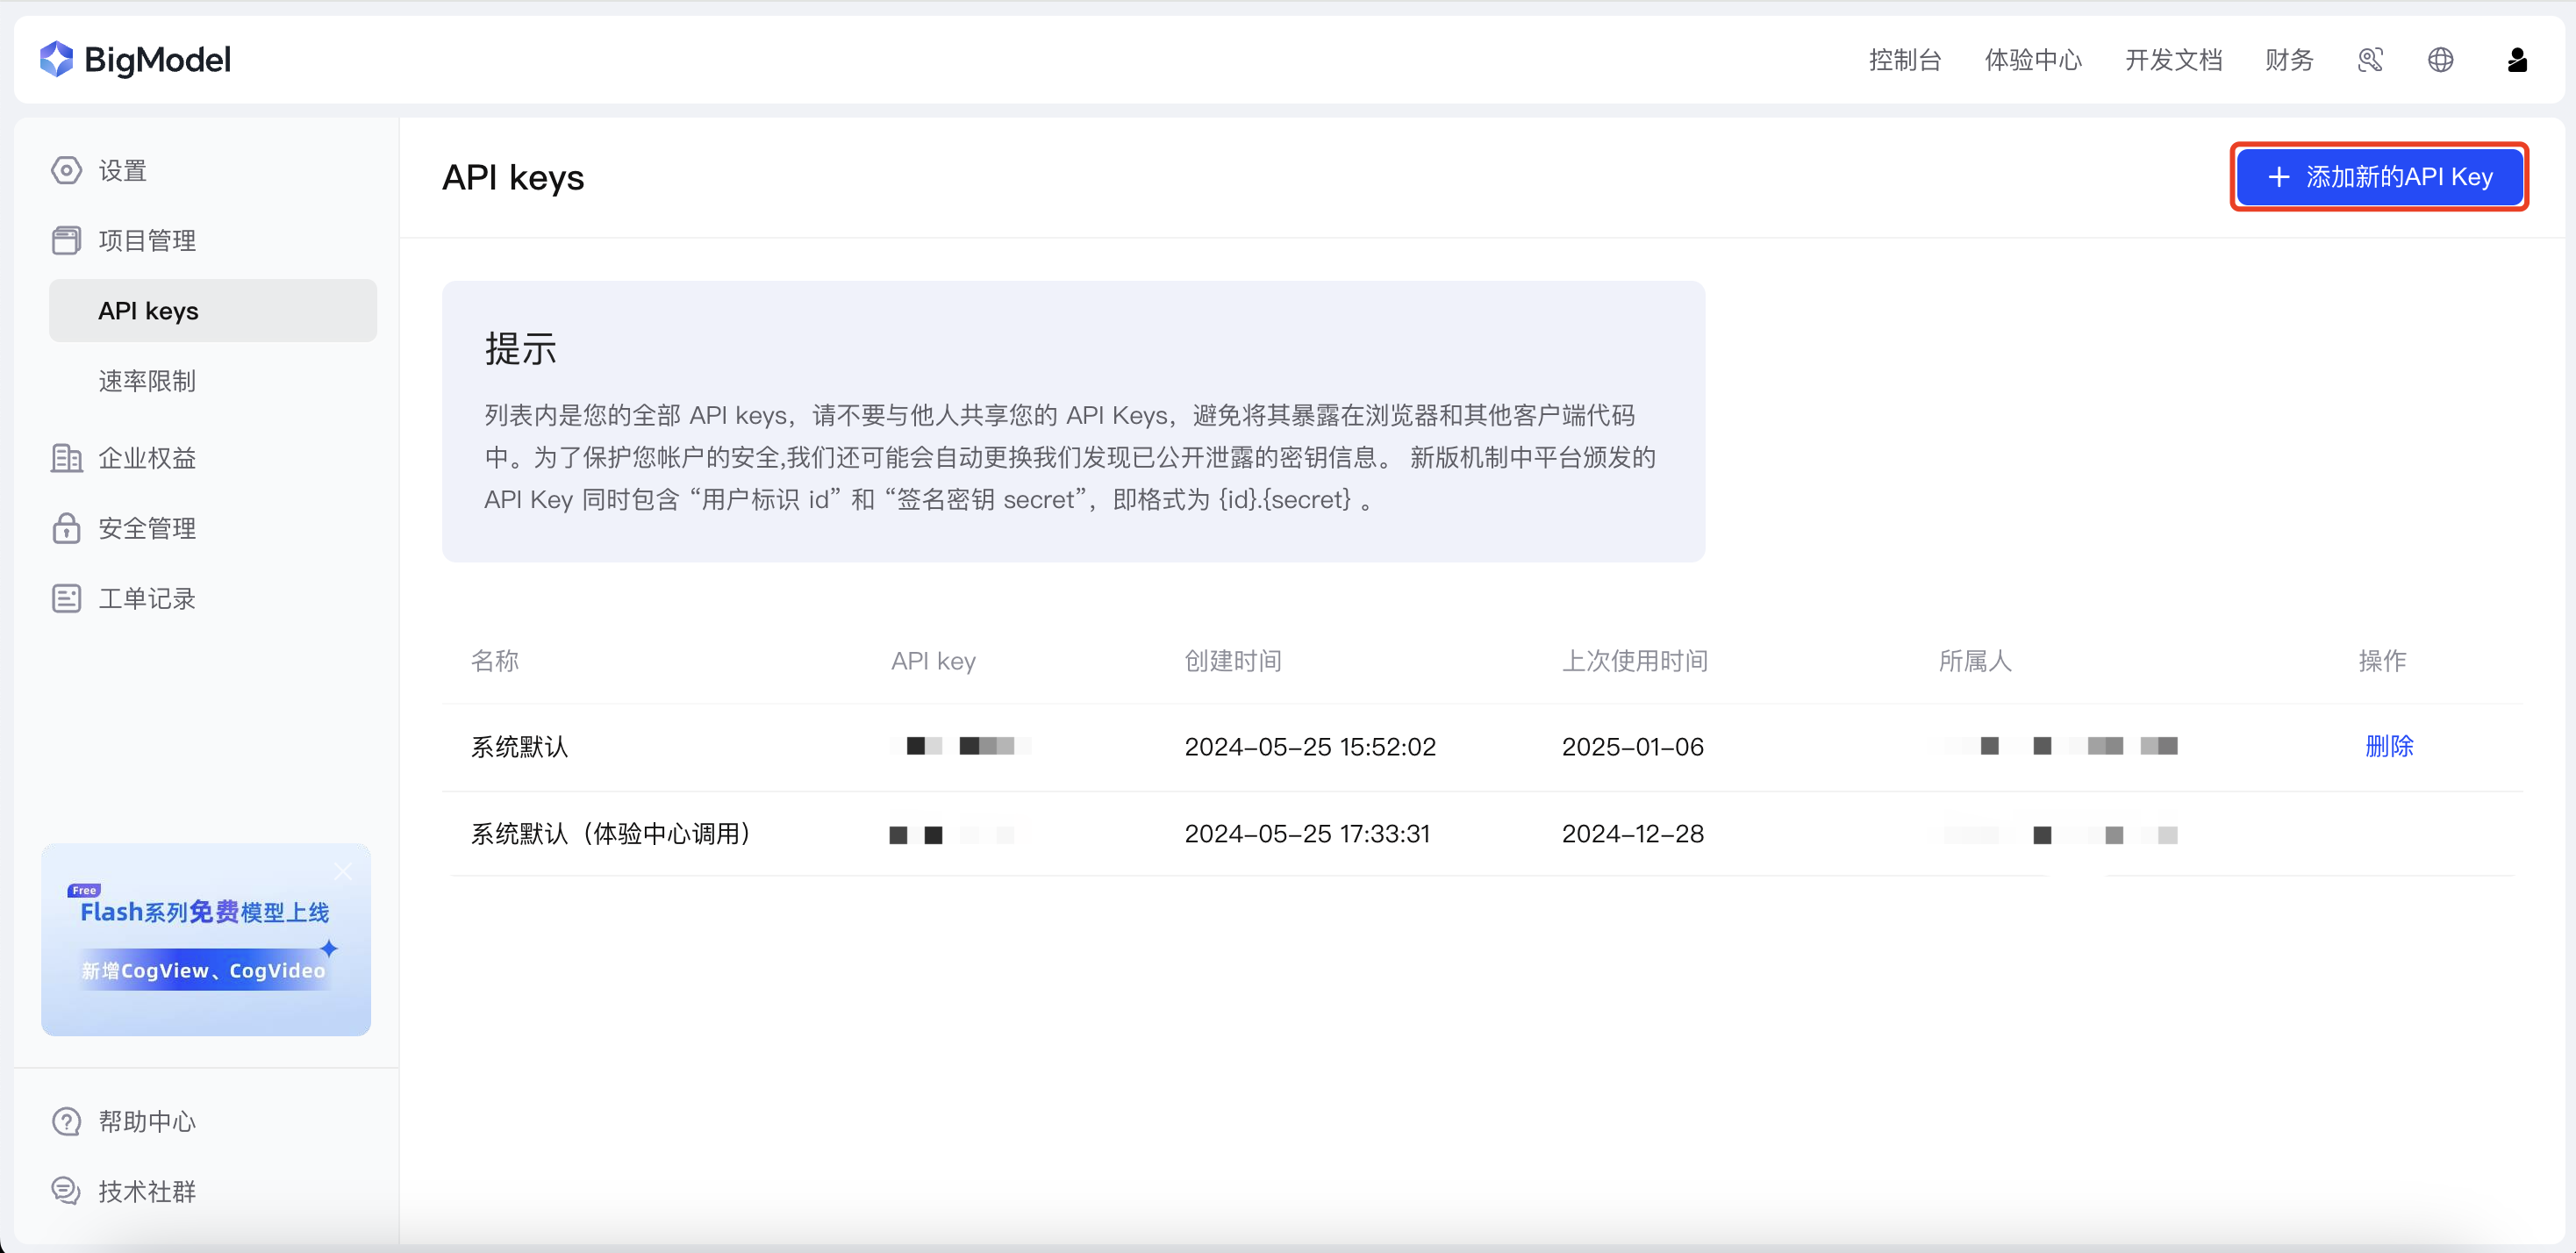 BigModel
控制台 体验中心 开发文档 财务
设置
项目管理
API keys
速率限制
企业权益
安全管理
工单记录
Free
Flash系列免费模型上线
新增CogView、CogVideo
帮助中心
技术社群
API keys
+ 添加新的API Key
提示
列表内是您的全部 API keys，请不要与他人共享您的 API Keys，避免将其暴露在浏览器和其他客户端代码
中。为了保护您帐户的安全,我们还可能会自动更换我们发现已公开泄露的密钥信息。 新版机制中平台颁发的
API Key 同时包含 “用户标识 id” 和 “签名密钥 secret”，即格式为 {id}.{secret} 。
名称 API key 创建时间 上次使用时间 所属人 操作
系统默认 2024-05-25 15:52:02 2025-01-06 删除
系统默认（体验中心调用） 2024-05-25 17:33:31 2024-12-28